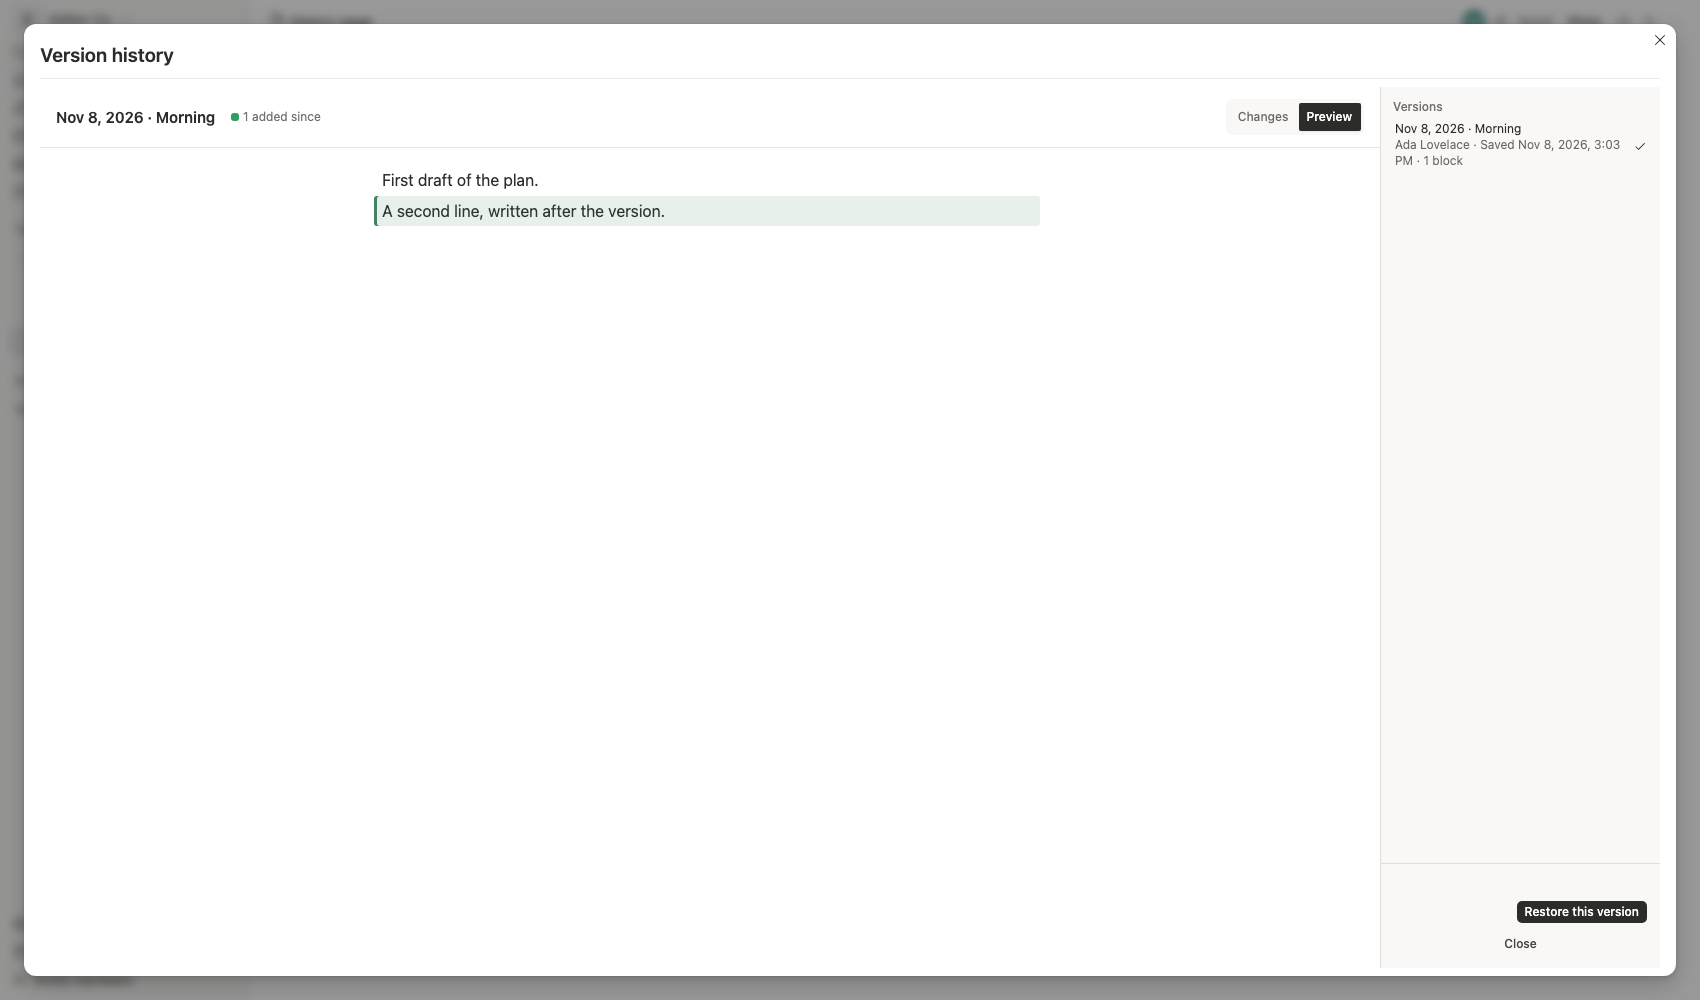 Version history
Nov 8, 2026 · Morning
1 added since
Changes
Preview
First draft of the plan.
A second line, written after the version.
Versions
Nov 8, 2026 · Morning
Ada Lovelace · Saved Nov 8, 2026, 3:03
PM · 1 block
Restore this version
Close